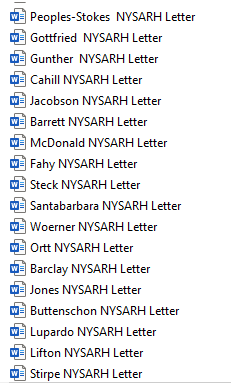 Peoples-Stokes  NYSARH Letter
Gottfried  NYSARH Letter
Gunther  NYSARH Letter
Cahill NYSARH Letter
Jacobson NYSARH Letter
Barrett NYSARH Letter
McDonald NYSARH Letter
Fahy NYSARH Letter
Steck NYSARH Letter
Santabarbara NYSARH Letter
Woerner NYSARH Letter
Ortt NYSARH Letter
Barclay NYSARH Letter
Jones NYSARH Letter
Buttenschon NYSARH Letter
Lupardo NYSARH Letter
Lifton NYSARH Letter
Stirpe NYSARH Letter